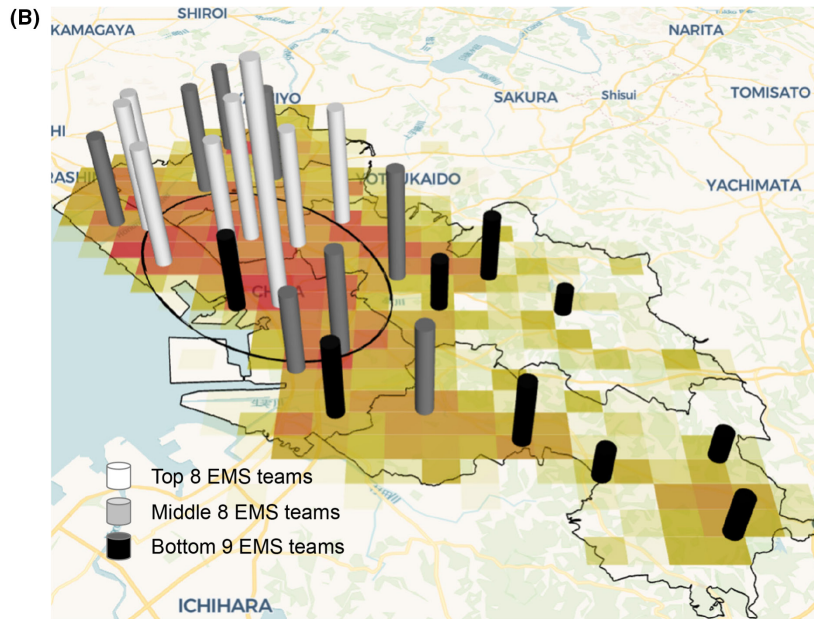 (B)
SHIROI
KAMAGAYA
NARITA
SAKURA
Shisui
TOMISATO
YACHIMATA
Top 8 EMS teams
Middle 8 EMS teams
Bottom 9 EMS teams
ICHIHARA